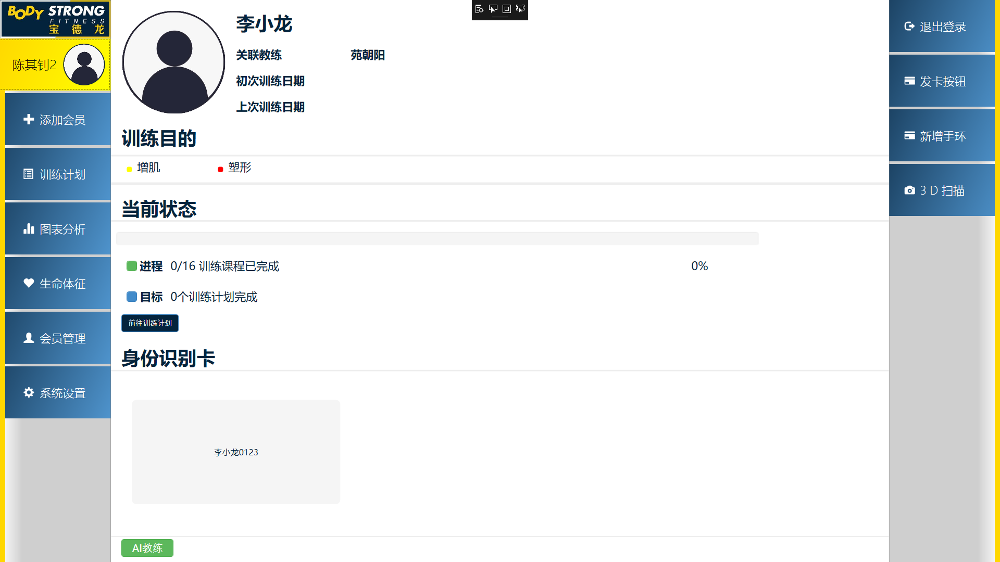 BODY STRONG
FITNESS
宝德龙
陈其钊2
添加会员
训练计划
图表分析
生命体征
会员管理
系统设置
李小龙
关联教练 苑朝阳
初次训练日期
上次训练日期
训练目的
增肌 塑形
当前状态
进程 0/16 训练课程已完成 0%
目标 0个训练计划完成
前往训练计划
身份识别卡
李小龙0123
AI教练
退出登录
发卡按钮
新增手环
3 D 扫描